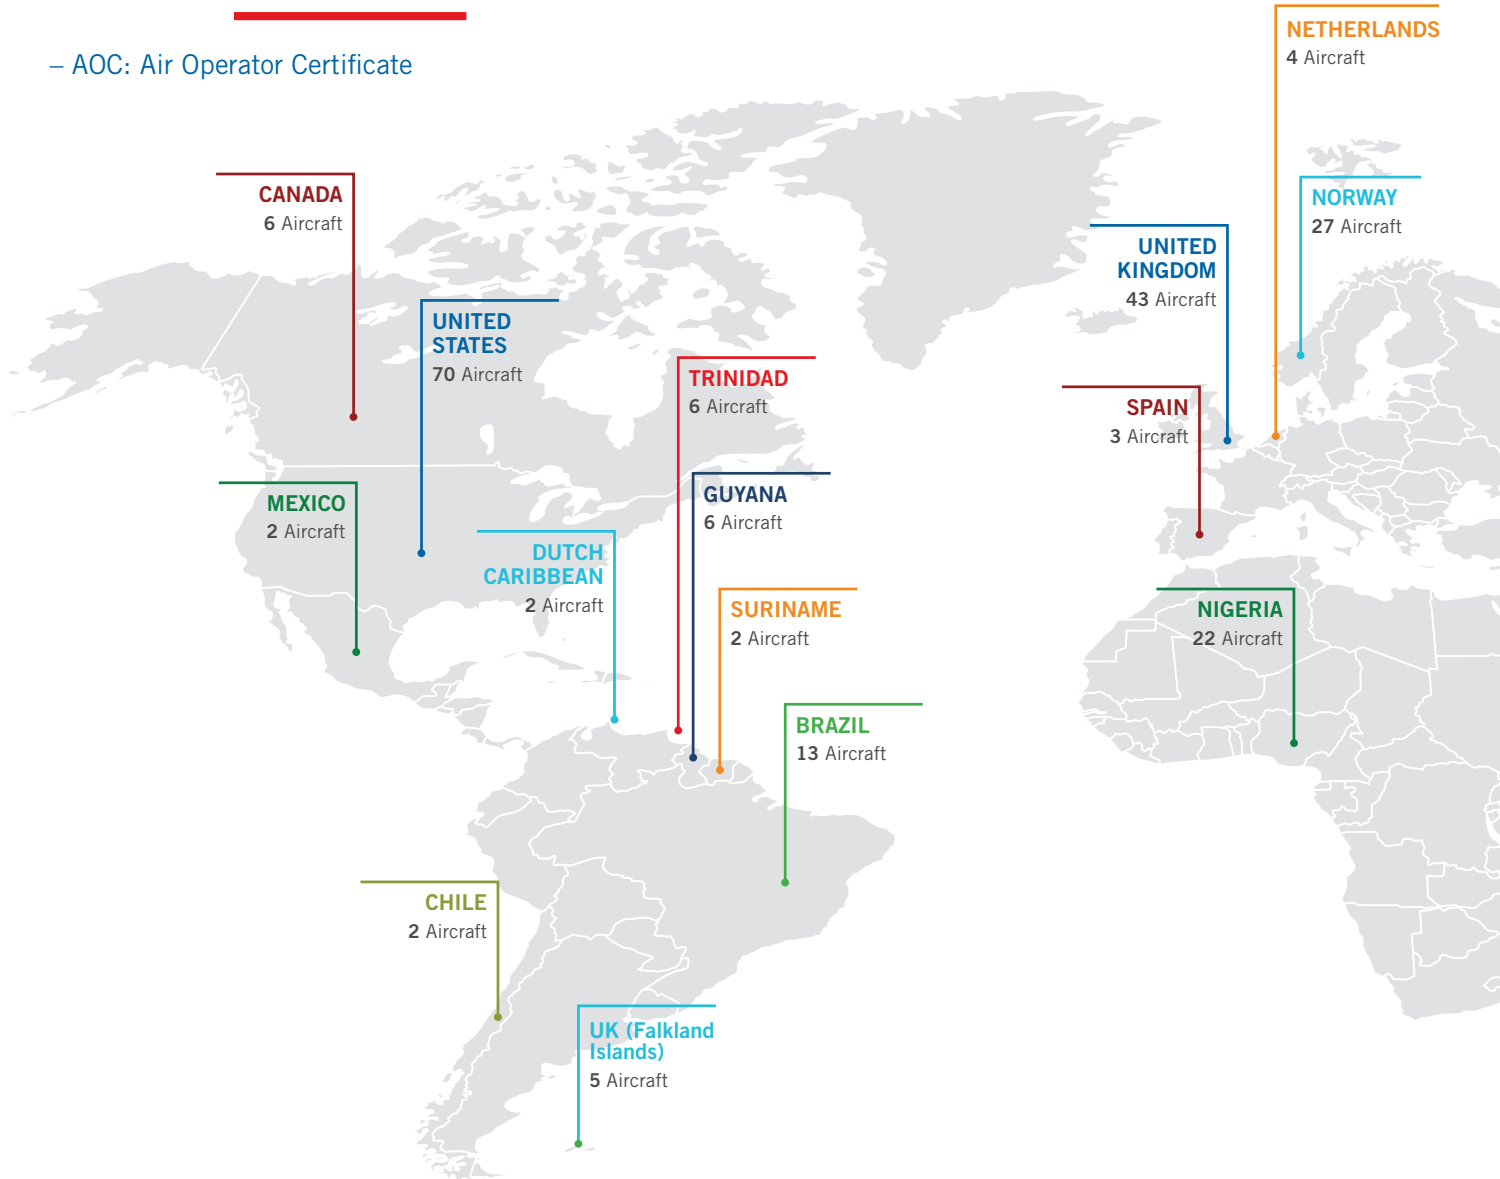 – AOC: Air Operator Certificate
NETHERLANDS
4 Aircraft
CANADA
6 Aircraft
NORWAY
27 Aircraft
UNITED
KINGDOM
43 Aircraft
UNITED
STATES
70 Aircraft
TRINIDAD
6 Aircraft
SPAIN
3 Aircraft
MEXICO
2 Aircraft
GUYANA
6 Aircraft
DUTCH
CARIBBEAN
2 Aircraft
SURINAME
2 Aircraft
NIGERIA
22 Aircraft
BRAZIL
13 Aircraft
CHILE
2 Aircraft
UK (Falkland
Islands)
5 Aircraft